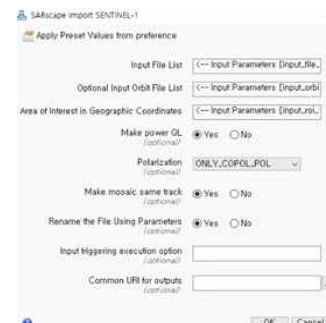 SARscape Import SENTINEL-1
Apply Preset Values from preference
Input File List <-- Input Parameters [input_file_
Optional Input Orbit File List <-- Input Parameters [input_orbi
Area of Interest in Geographic Coordinates <-- Input Parameters [input_roi_
Make power QL Yes No
(optional)
Polarization ONLY_COPOL_POL
(optional)
Make mosaic same track Yes No
(optional)
Rename the File Using Parameters Yes No
(optional)
Input triggering execution option
(optional)
Common URI for outputs
(optional)
OK Cancel